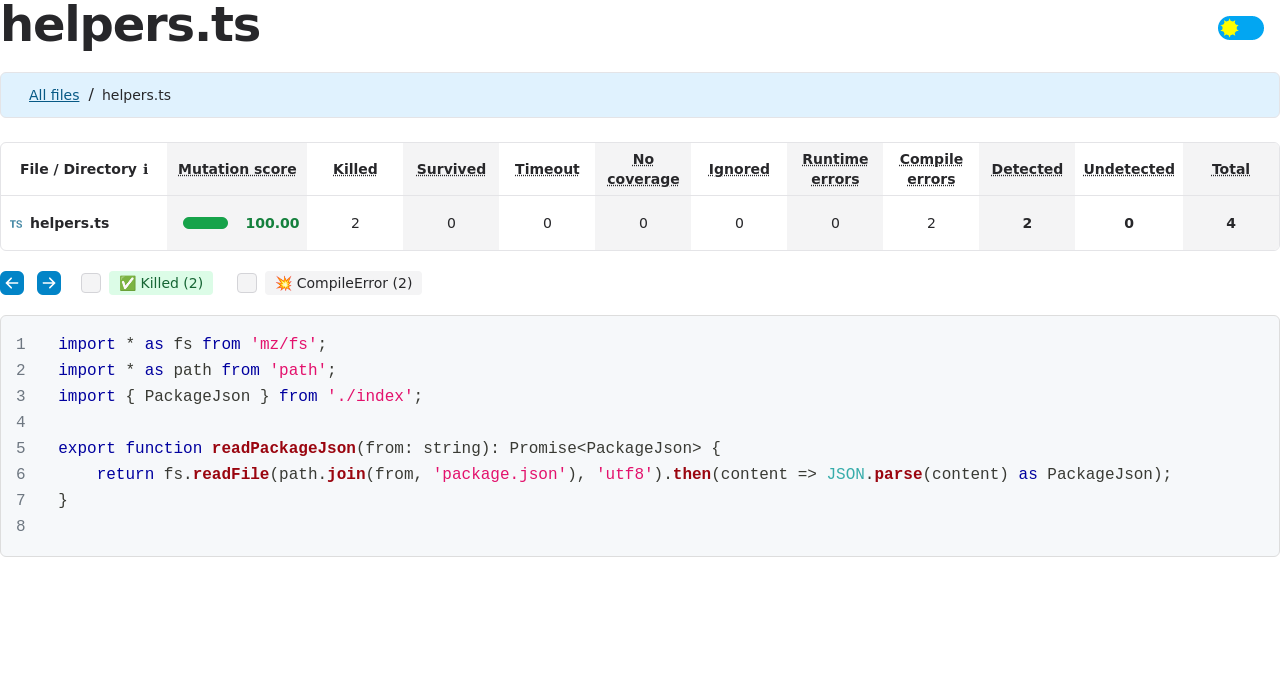 helpers.ts
All files / helpers.ts
File / Directory ℹ Mutation score Killed Survived Timeout No coverage Ignored Runtime errors Compile errors Detected Undetected Total
TS helpers.ts 100.00 2 0 0 0 0 0 2 2 0 4
✅ Killed (2) 💥 CompileError (2)
1 import * as fs from 'mz/fs';
2 import * as path from 'path';
3 import { PackageJson } from './index';
4
5 export function readPackageJson(from: string): Promise<PackageJson> {
6     return fs.readFile(path.join(from, 'package.json'), 'utf8').then(content => JSON.parse(content) as PackageJson);
7 }
8